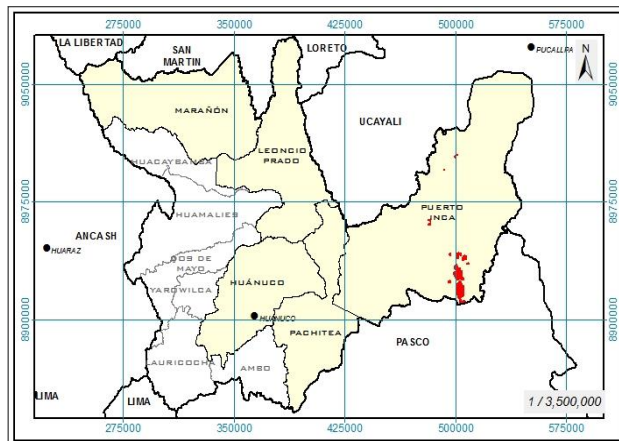 275000 350000 425000 500000 575000
LA LIBERTAD
SAN
MARTIN
LORETO
PUCALLPA
N
9050000
9050000
MARAÑÓN
UCAYALI
LEONCIO
PRADO
HUACAYBAMBA
8975000
8975000
HUAMALIES
PUERTO
INCA
ANCASH
HUARAZ
DOS DE
MAYO
YAROWILCA
HUÁNUCO
HUANUCO
8900000
8900000
PACHITEA
PASCO
LAURICOCHA
AMBO
LIMA
LIMA
1 / 3,500,000
275000 350000 425000 500000 575000